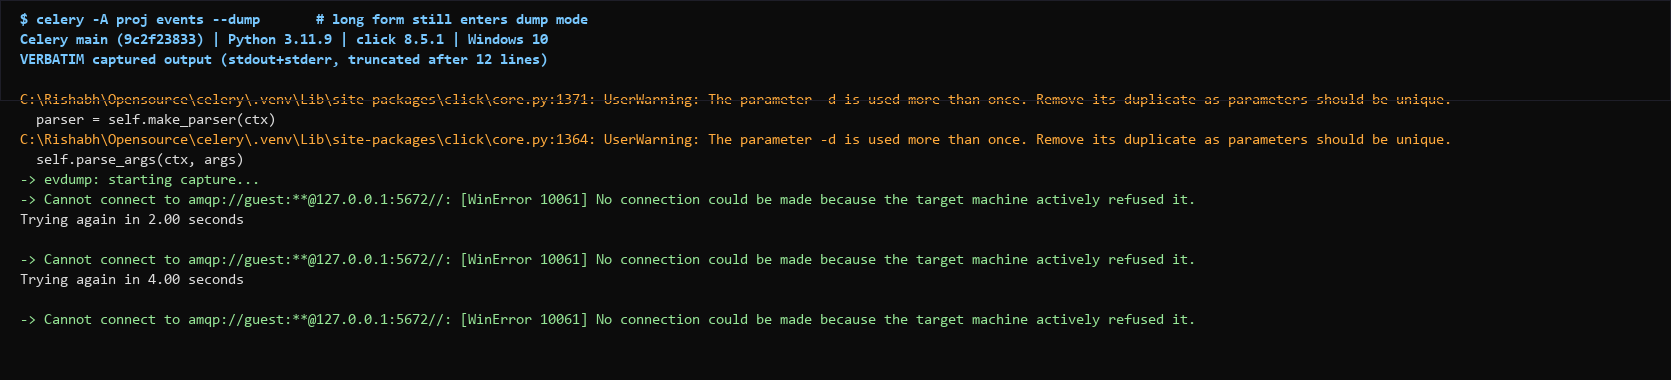 $ celery -A proj events --dump       # long form still enters dump mode
Celery main (9c2f23833) | Python 3.11.9 | click 8.5.1 | Windows 10
VERBATIM captured output (stdout+stderr, truncated after 12 lines)
C:\Rishabh\Opensource\celery\.venv\Lib\site-packages\click\core.py:1371: UserWarning: The parameter -d is used more than once. Remove its duplicate as parameters should be unique.
  parser = self.make_parser(ctx)
C:\Rishabh\Opensource\celery\.venv\Lib\site-packages\click\core.py:1364: UserWarning: The parameter -d is used more than once. Remove its duplicate as parameters should be unique.
  self.parse_args(ctx, args)
-> evdump: starting capture...
-> Cannot connect to amqp://guest:**@127.0.0.1:5672//: [WinError 10061] No connection could be made because the target machine actively refused it.
Trying again in 2.00 seconds
-> Cannot connect to amqp://guest:**@127.0.0.1:5672//: [WinError 10061] No connection could be made because the target machine actively refused it.
Trying again in 4.00 seconds
-> Cannot connect to amqp://guest:**@127.0.0.1:5672//: [WinError 10061] No connection could be made because the target machine actively refused it.